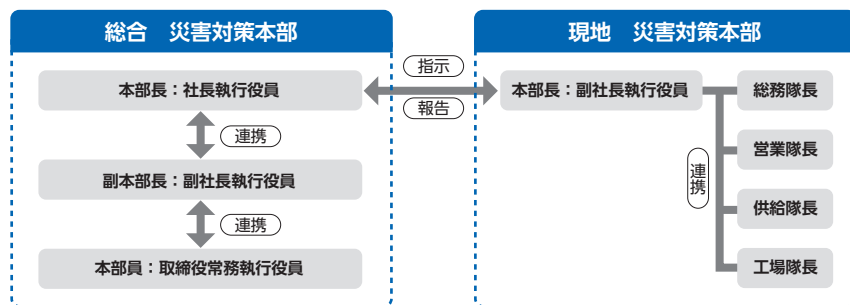 総合　災害対策本部
本部長：社長執行役員
連携
副本部長：副社長執行役員
連携
本部員：取締役常務執行役員
指示
報告
現地　災害対策本部
本部長：副社長執行役員
連携
総務隊長
営業隊長
供給隊長
工場隊長